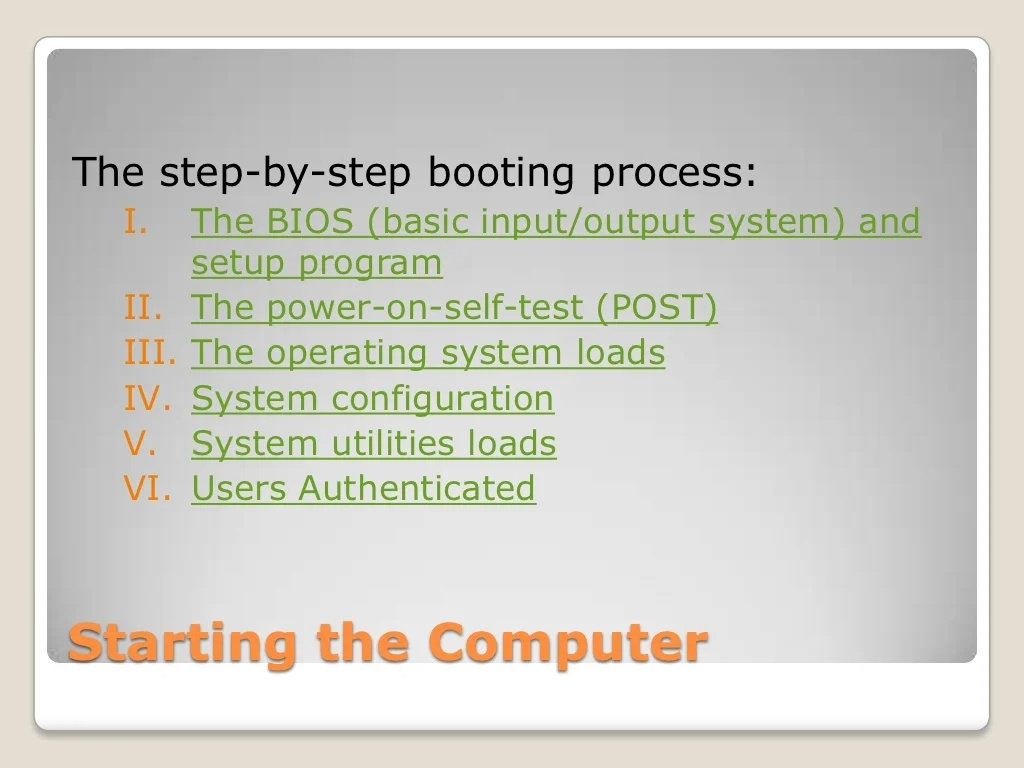 The step-by-step booting process:
I. The BIOS (basic input/output system) and
setup program
II. The power-on-self-test (POST)
III. The operating system loads
IV. System configuration
V. System utilities loads
VI. Users Authenticated
Starting the Computer